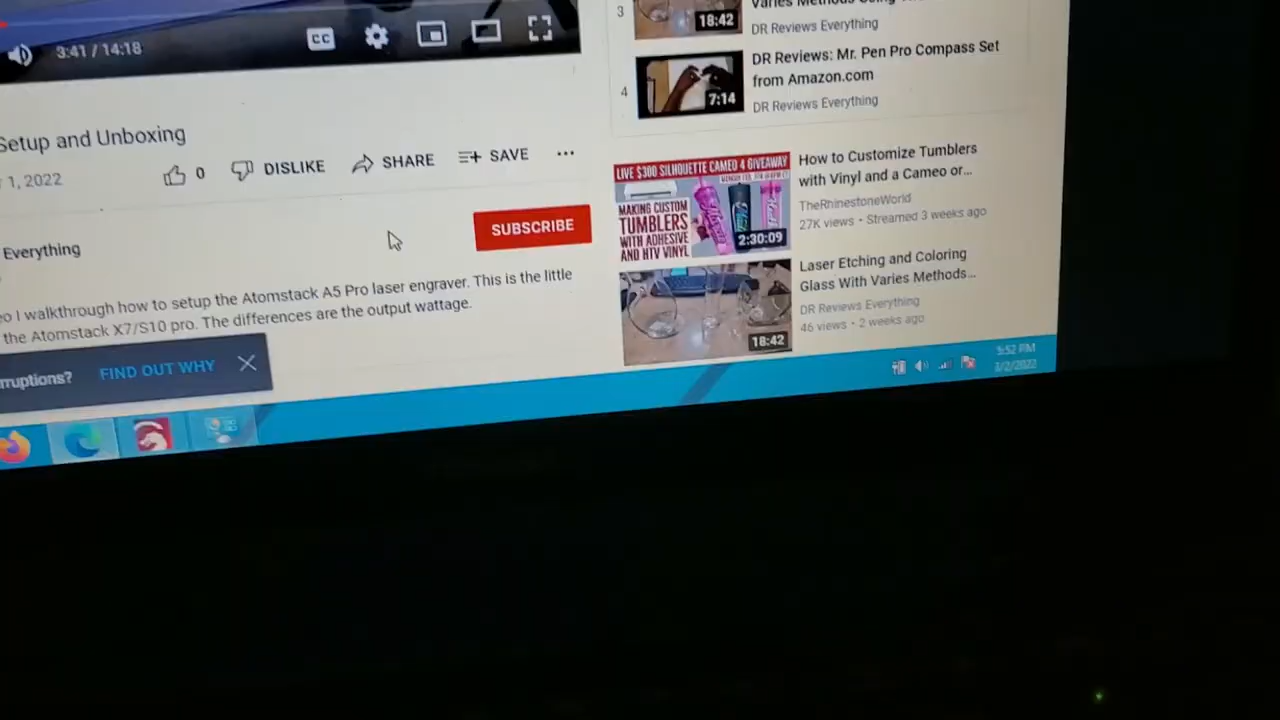 3:41 / 14:18
CC
Setup and Unboxing
1, 2022
0
DISLIKE
SHARE
SAVE
Everything
SUBSCRIBE
I walkthrough how to setup the Atomstack A5 Pro laser engraver. This is the little
the Atomstack X7/S10 pro. The differences are the output wattage.
FIND OUT WHY
3
18:42
DR Reviews Everything
4
7:14
DR Reviews: Mr. Pen Pro Compass Set
from Amazon.com
DR Reviews Everything
LIVE $300 SILHOUETTE CAMEO 4 GIVEAWAY
MAKING CUSTOM
TUMBLERS
WITH ADHESIVE
AND HTV VINYL
2:30:09
How to Customize Tumblers
with Vinyl and a Cameo or...
TheRhinestoneWorld
27K views • Streamed 3 weeks ago
18:42
Laser Etching and Coloring
Glass With Varies Methods...
DR Reviews Everything
46 views • 2 weeks ago
5:52 PM